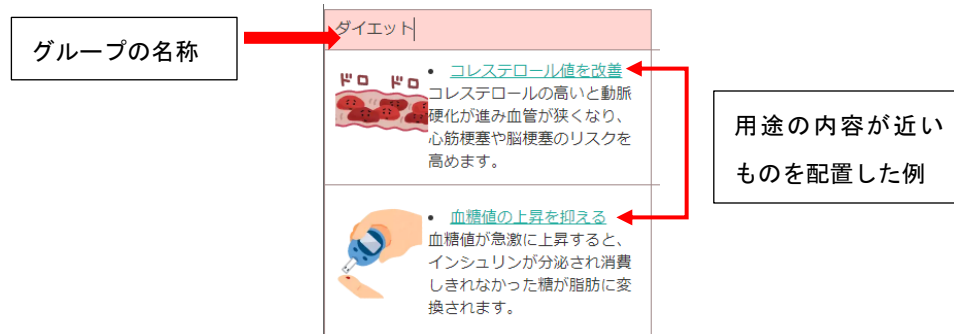 グループの名称
ダイエット
ドロ ドロ
• コレステロール値を改善
コレステロールの高いと動脈
硬化が進み血管が狭くなり、
心筋梗塞や脳梗塞のリスクを
高めます。
• 血糖値の上昇を抑える
血糖値が急激に上昇すると、
インシュリンが分泌され消費
しきれなかった糖が脂肪に変
換されます。
用途の内容が近い
ものを配置した例